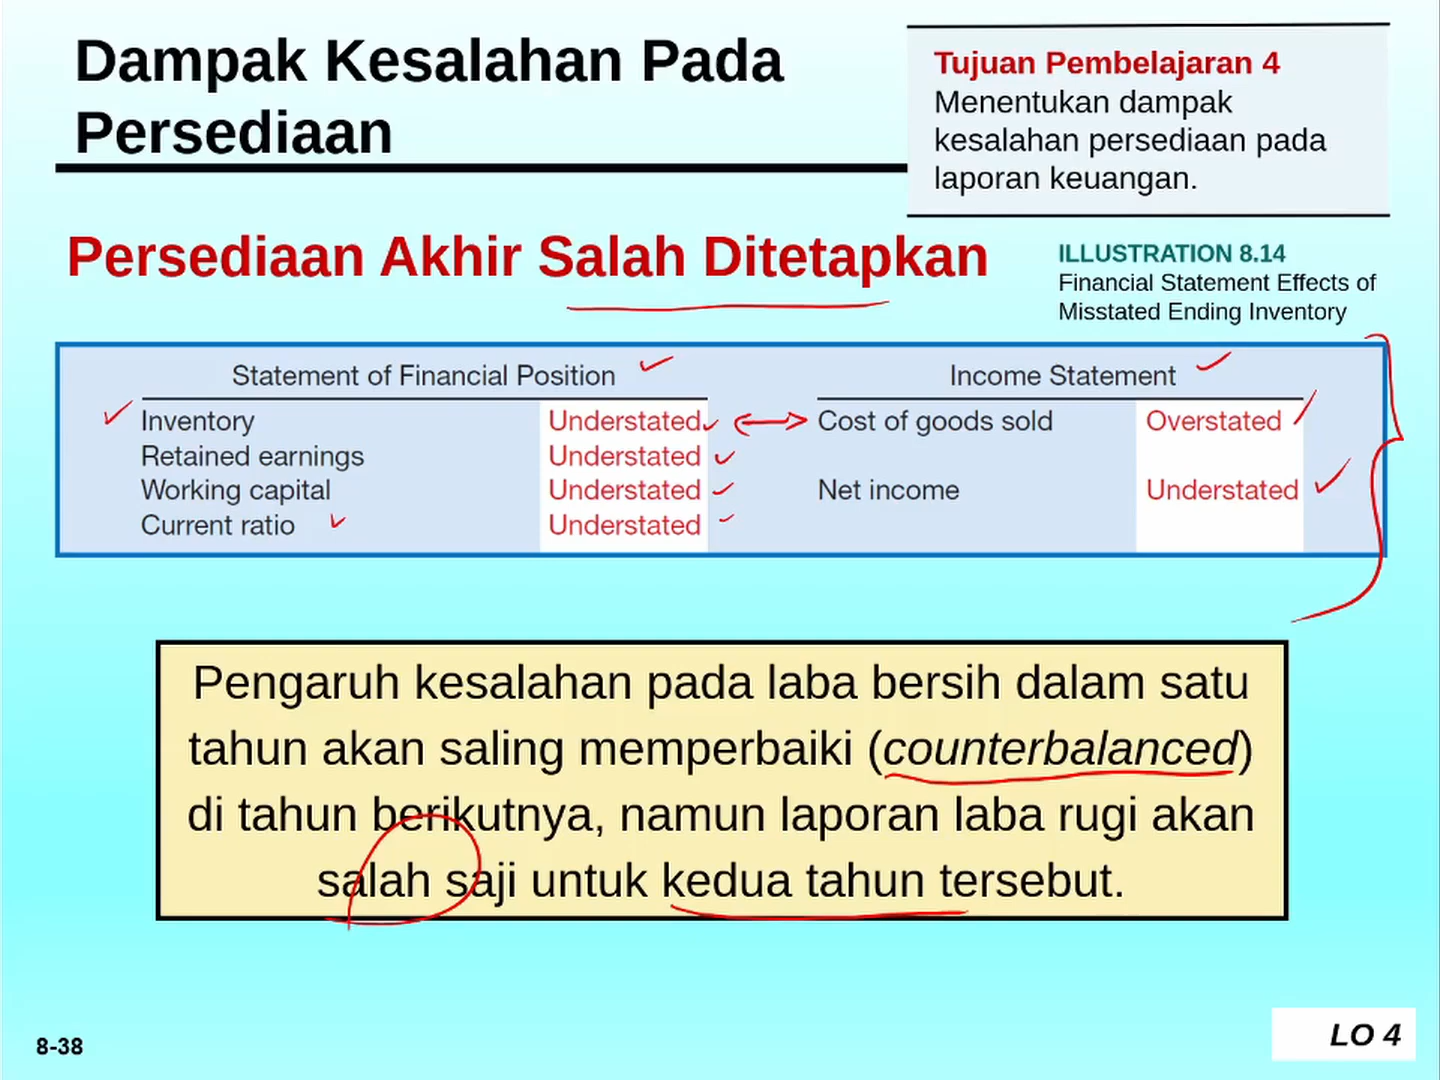 Dampak Kesalahan Pada
Persediaan
Tujuan Pembelajaran 4
Menentukan dampak
kesalahan persediaan pada
laporan keuangan.
Persediaan Akhir Salah Ditetapkan
ILLUSTRATION 8.14
Financial Statement Effects of
Misstated Ending Inventory
Statement of Financial Position Income Statement
Inventory Understated Cost of goods sold Overstated
Retained earnings Understated
Working capital Understated Net income Understated
Current ratio Understated
Pengaruh kesalahan pada laba bersih dalam satu
tahun akan saling memperbaiki (counterbalanced)
di tahun berikutnya, namun laporan laba rugi akan
salah saji untuk kedua tahun tersebut.
8-38
LO 4